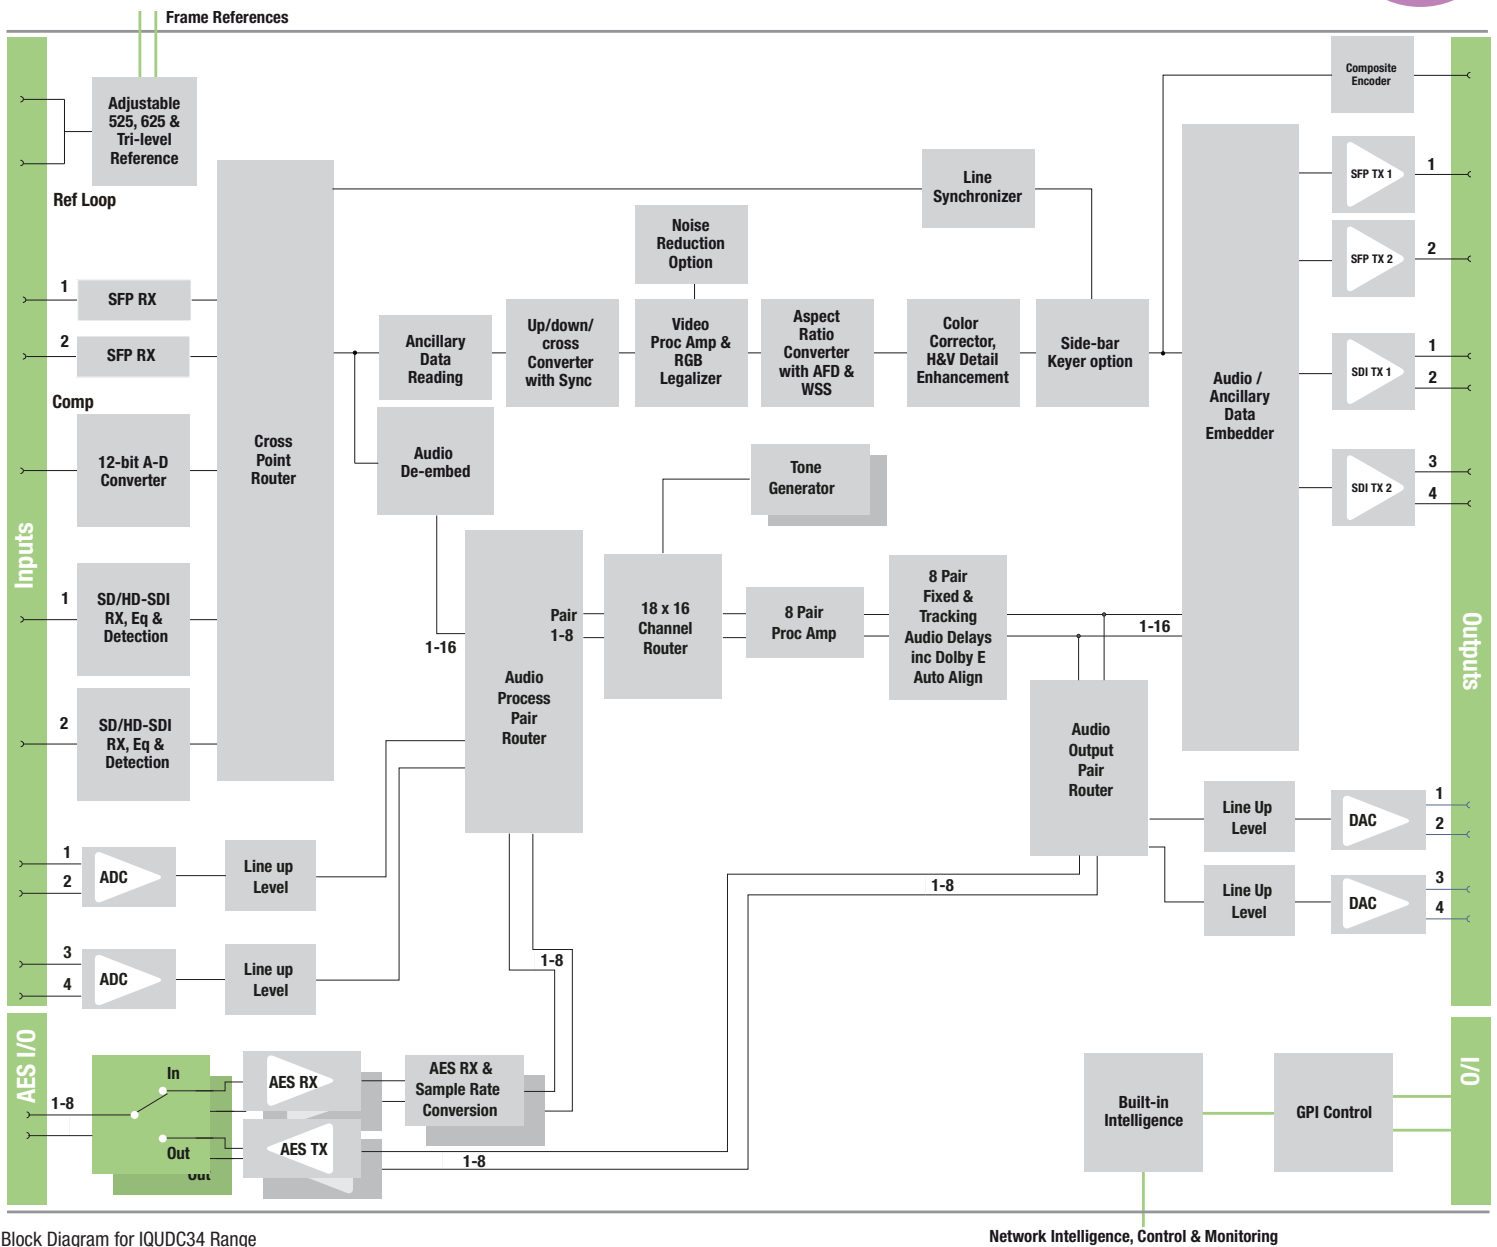 Frame References
Adjustable
525, 625 &
Tri-level
Reference
Ref Loop
Composite
Encoder
SFP TX 1
1
SFP TX 2
2
Line
Synchronizer
Noise
Reduction
Option
1
SFP RX
2
SFP RX
Comp
12-bit A-D
Converter
Cross
Point
Router
Ancillary
Data
Reading
Up/down/
cross
Converter
with Sync
Video
Proc Amp &
RGB
Legalizer
Aspect
Ratio
Converter
with AFD &
WSS
Color
Corrector,
H&V Detail
Enhancement
Side-bar
Keyer option
Audio /
Ancillary
Data
Embedder
SDI TX 1
1
2
SDI TX 2
3
4
Audio
De-embed
Tone
Generator
Inputs
Outputs
1
SD/HD-SDI
RX, Eq &
Detection
2
SD/HD-SDI
RX, Eq &
Detection
1-16
Pair
1-8
Audio
Process
Pair
Router
18 x 16
Channel
Router
8 Pair
Proc Amp
8 Pair
Fixed &
Tracking
Audio Delays
inc Dolby E
Auto Align
1-16
Audio
Output
Pair
Router
Line Up
Level
DAC
1
2
Line Up
Level
DAC
3
4
1
2
ADC
Line up
Level
3
4
ADC
Line up
Level
1-8
1-8
AES I/O
1-8
In
Out
Out
AES RX
AES TX
AES RX &
Sample Rate
Conversion
1-8
Built-in
Intelligence
GPI Control
I/O
Network Intelligence, Control & Monitoring
Block Diagram for IQUDC34 Range